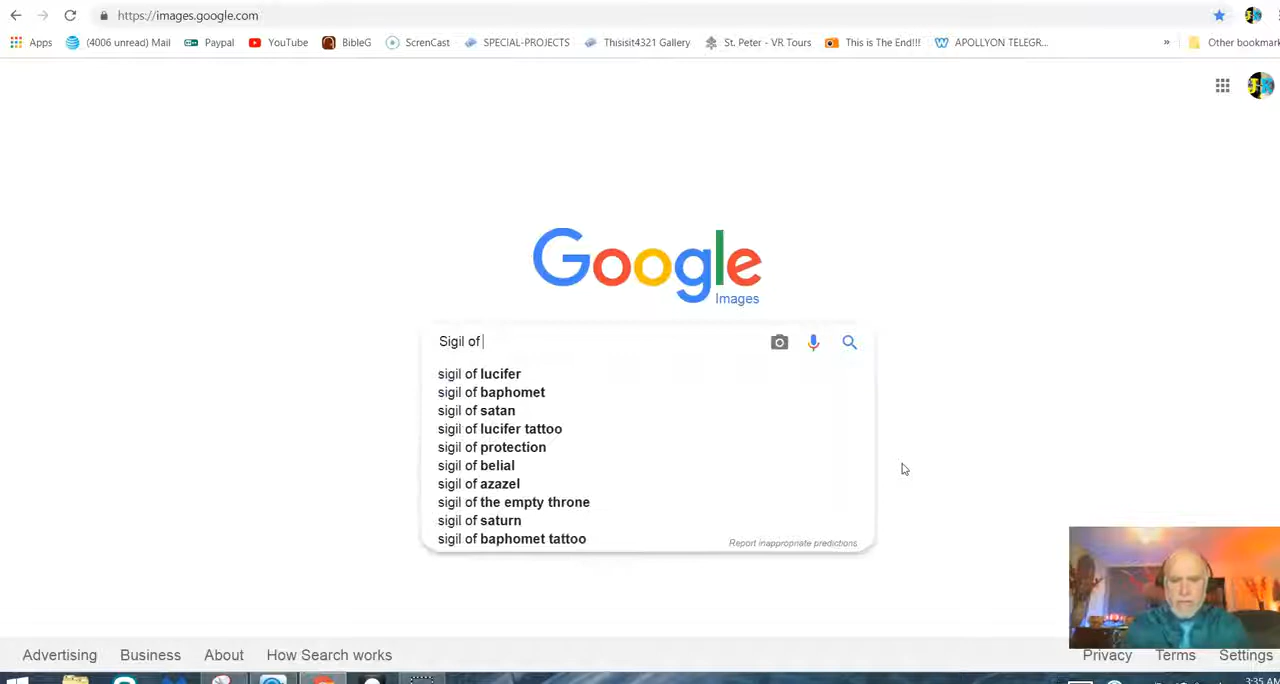 https://images.google.com
Apps (4006 unread) Mail Paypal YouTube BibleG ScrenCast SPECIAL-PROJECTS Thisisit4321 Gallery St. Peter - VR Tours This is The End!!! APOLLYON TELEGR... » Other bookmark
Google
Images
Sigil of
sigil of lucifer
sigil of baphomet
sigil of satan
sigil of lucifer tattoo
sigil of protection
sigil of belial
sigil of azazel
sigil of the empty throne
sigil of saturn
sigil of baphomet tattoo
Report inappropriate predictions
Advertising Business About How Search works Privacy Terms Settings
3:35 AM